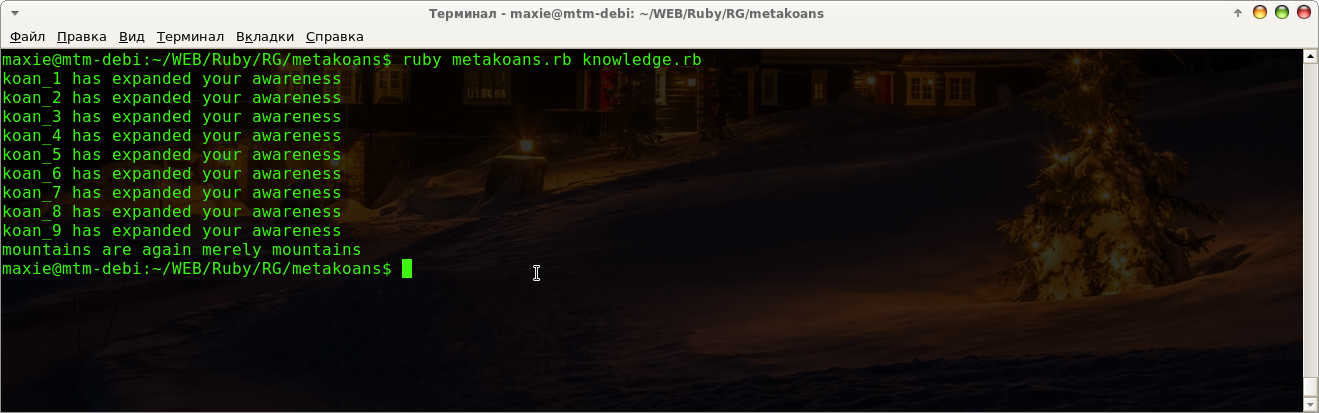 Терминал - maxie@mtm-debi: ~/WEB/Ruby/RG/metakoans
Файл Правка Вид Терминал Вкладки Справка
maxie@mtm-debi:~/WEB/Ruby/RG/metakoans$ ruby metakoans.rb knowledge.rb
koan_1 has expanded your awareness
koan_2 has expanded your awareness
koan_3 has expanded your awareness
koan_4 has expanded your awareness
koan_5 has expanded your awareness
koan_6 has expanded your awareness
koan_7 has expanded your awareness
koan_8 has expanded your awareness
koan_9 has expanded your awareness
mountains are again merely mountains
maxie@mtm-debi:~/WEB/Ruby/RG/metakoans$